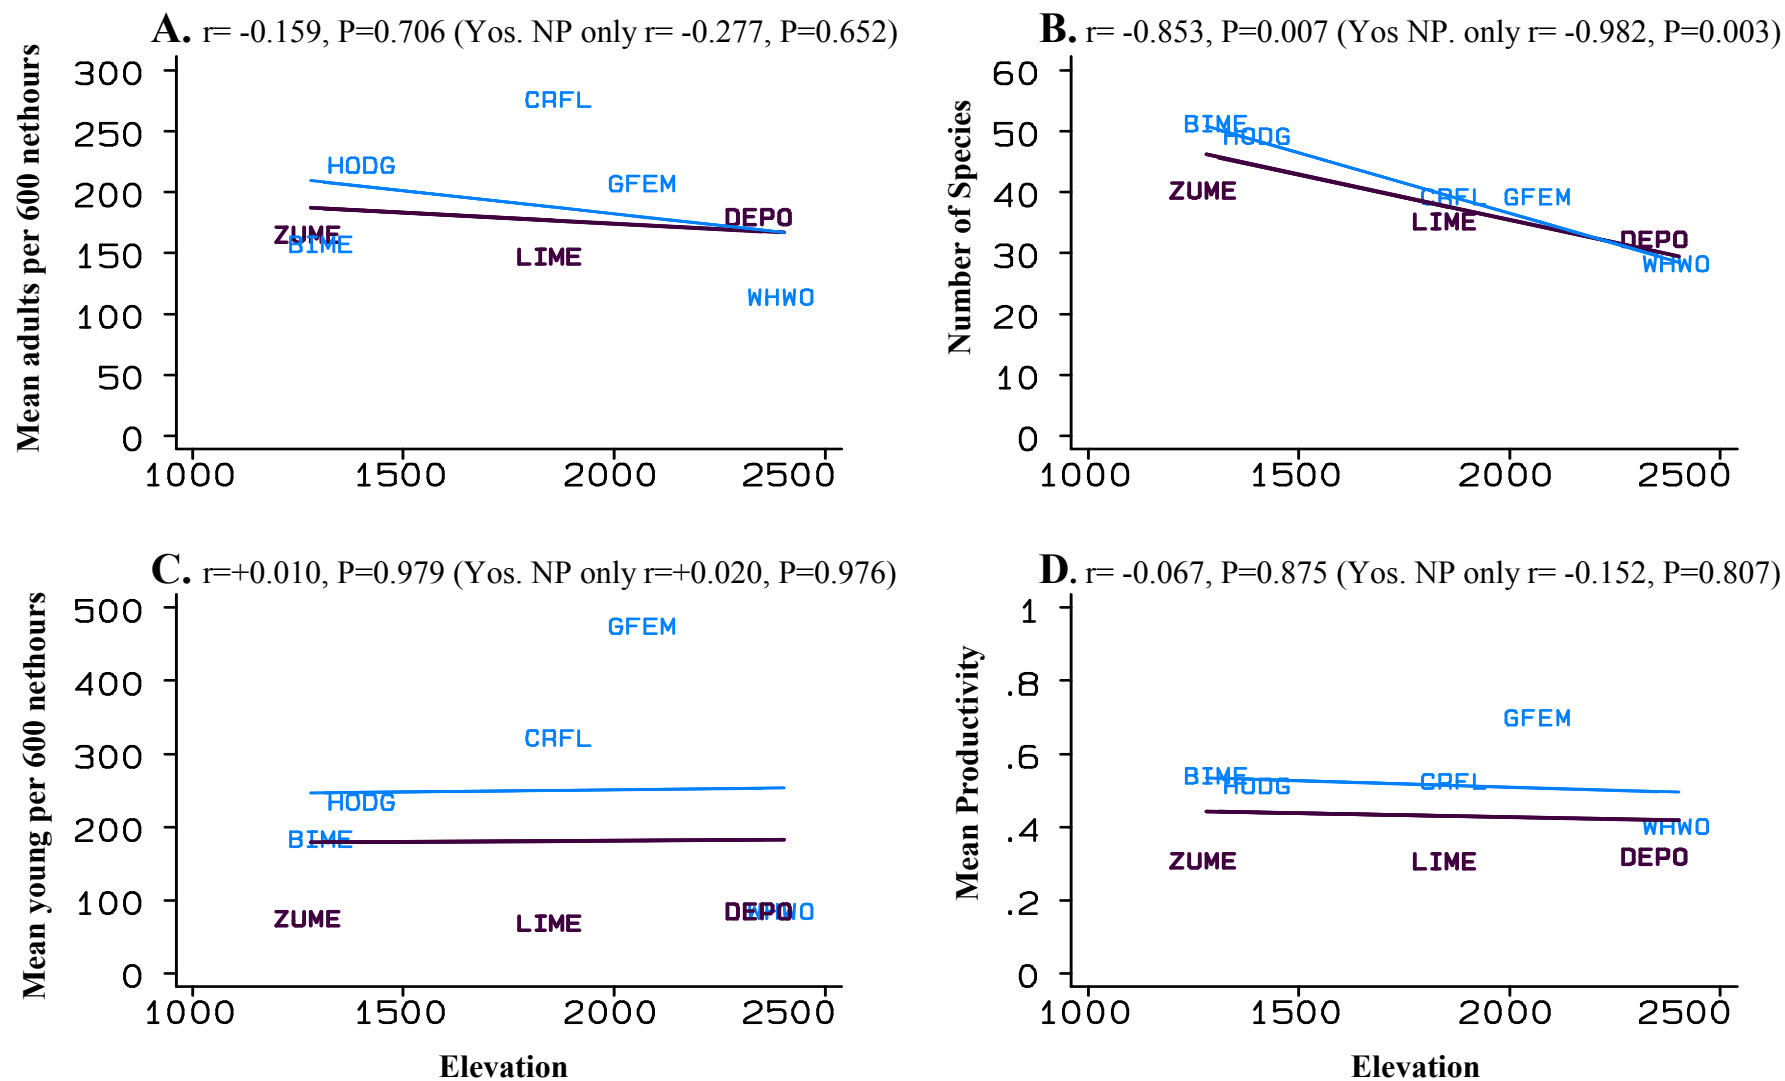 A. r= -0.159, P=0.706 (Yos. NP only r= -0.277, P=0.652)
Mean adults per 600 nethours
300
250
200
150
100
50
0
CRFL
HODG
GFEM
DEPO
ZUME
BIME
LIME
WHWO
1000 1500 2000 2500
B. r= -0.853, P=0.007 (Yos NP. only r= -0.982, P=0.003)
Number of Species
60
50
40
30
20
10
0
BIME
HODG
ZUME
CRFL GFEM
LIME
DEPO
WHWO
1000 1500 2000 2500
C. r=+0.010, P=0.979 (Yos. NP only r=+0.020, P=0.976)
Mean young per 600 nethours
500
400
300
200
100
0
GFEM
CRFL
HODG
BIME
ZUME
LIME
DEPO
WHWO
1000 1500 2000 2500
Elevation
D. r= -0.067, P=0.875 (Yos. NP only r= -0.152, P=0.807)
Mean Productivity
1
.8
.6
.4
.2
0
GFEM
BIME
HODG
CRFL
WHWO
ZUME
LIME
DEPO
1000 1500 2000 2500
Elevation